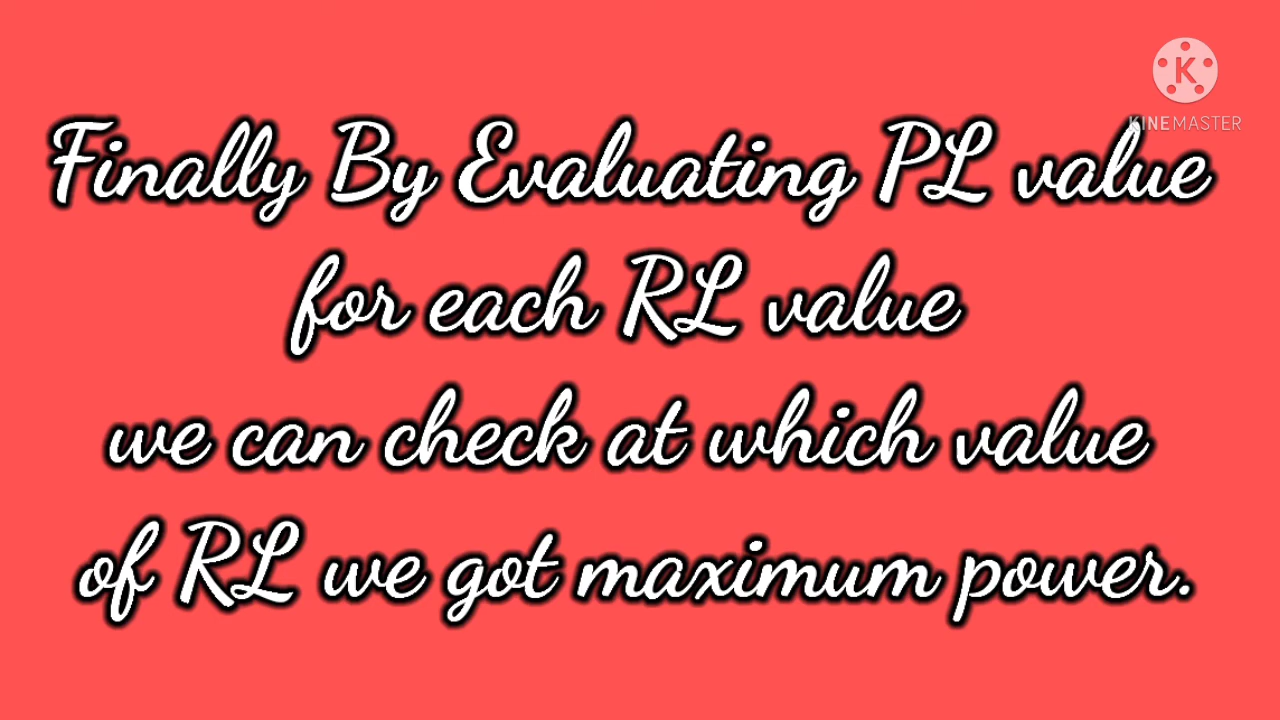 K
KINEMASTER
Finally By Evaluating PL value
for each RL value
we can check at which value
of RL we got maximum power.